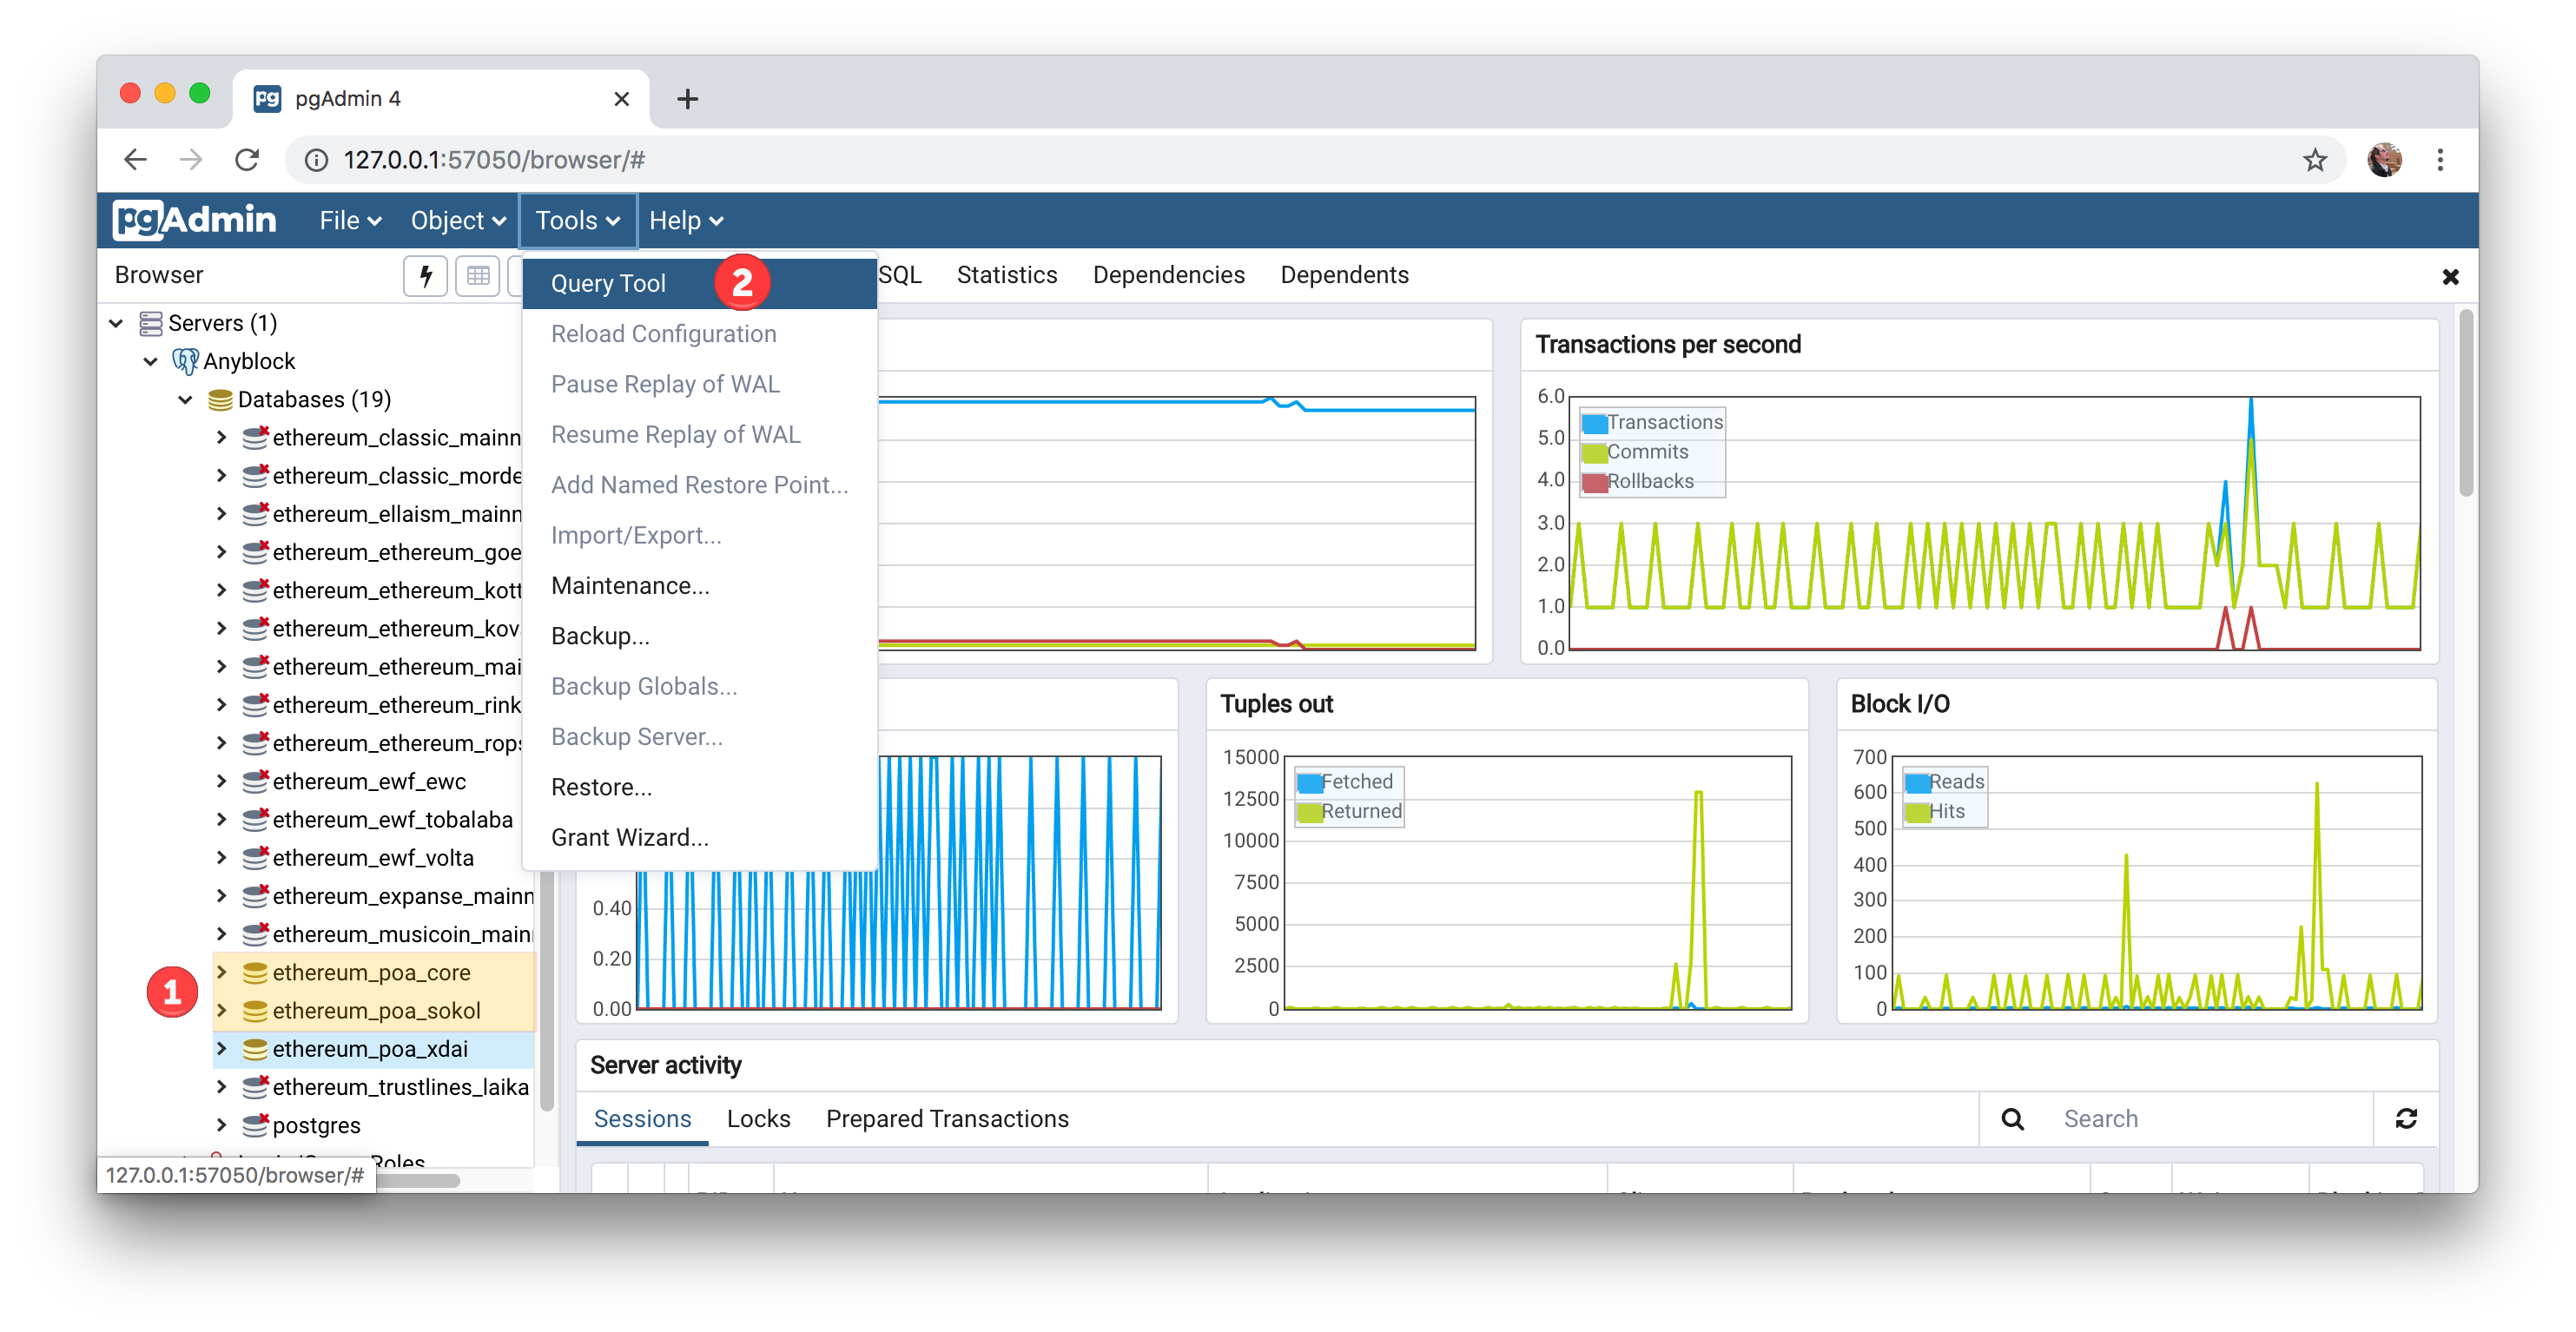 pgAdmin 4
127.0.0.1:57050/browser/#
pgAdmin
File
Object
Tools
Help
Browser
SQL
Statistics
Dependencies
Dependents
Query Tool
2
Reload Configuration
Pause Replay of WAL
Resume Replay of WAL
Add Named Restore Point...
Import/Export...
Maintenance...
Backup...
Backup Globals...
Backup Server...
Restore...
Grant Wizard...
Servers (1)
Anyblock
Databases (19)
ethereum_classic_mainn
ethereum_classic_morde
ethereum_ellaism_mainn
ethereum_ethereum_goe
ethereum_ethereum_kott
ethereum_ethereum_kov
ethereum_ethereum_mai
ethereum_ethereum_rink
ethereum_ethereum_rops
ethereum_ewf_ewc
ethereum_ewf_tobalaba
ethereum_ewf_volta
ethereum_expanse_mainn
ethereum_musicoin_main
1
ethereum_poa_core
ethereum_poa_sokol
ethereum_poa_xdai
ethereum_trustlines_laika
postgres
Roles
127.0.0.1:57050/browser/#
Transactions per second
6.0
5.0
4.0
3.0
2.0
1.0
0.0
Transactions
Commits
Rollbacks
0.40
0.20
0.00
Tuples out
15000
12500
10000
7500
5000
2500
0
Fetched
Returned
Block I/O
700
600
500
400
300
200
100
0
Reads
Hits
Server activity
Sessions
Locks
Prepared Transactions
Search